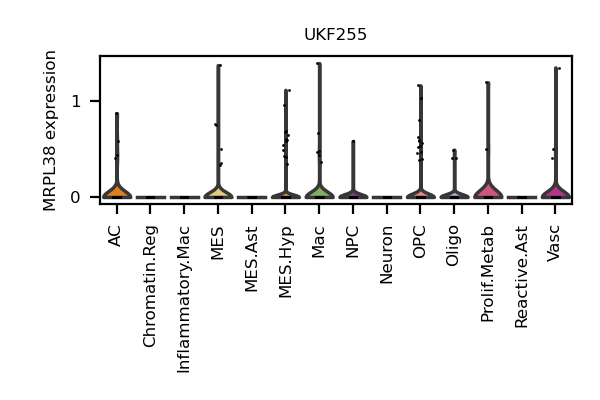 UKF255
MRPL38 expression
1
0
AC
Chromatin.Reg
Inflammatory.Mac
MES
MES.Ast
MES.Hyp
Mac
NPC
Neuron
OPC
Oligo
Prolif.Metab
Reactive.Ast
Vasc